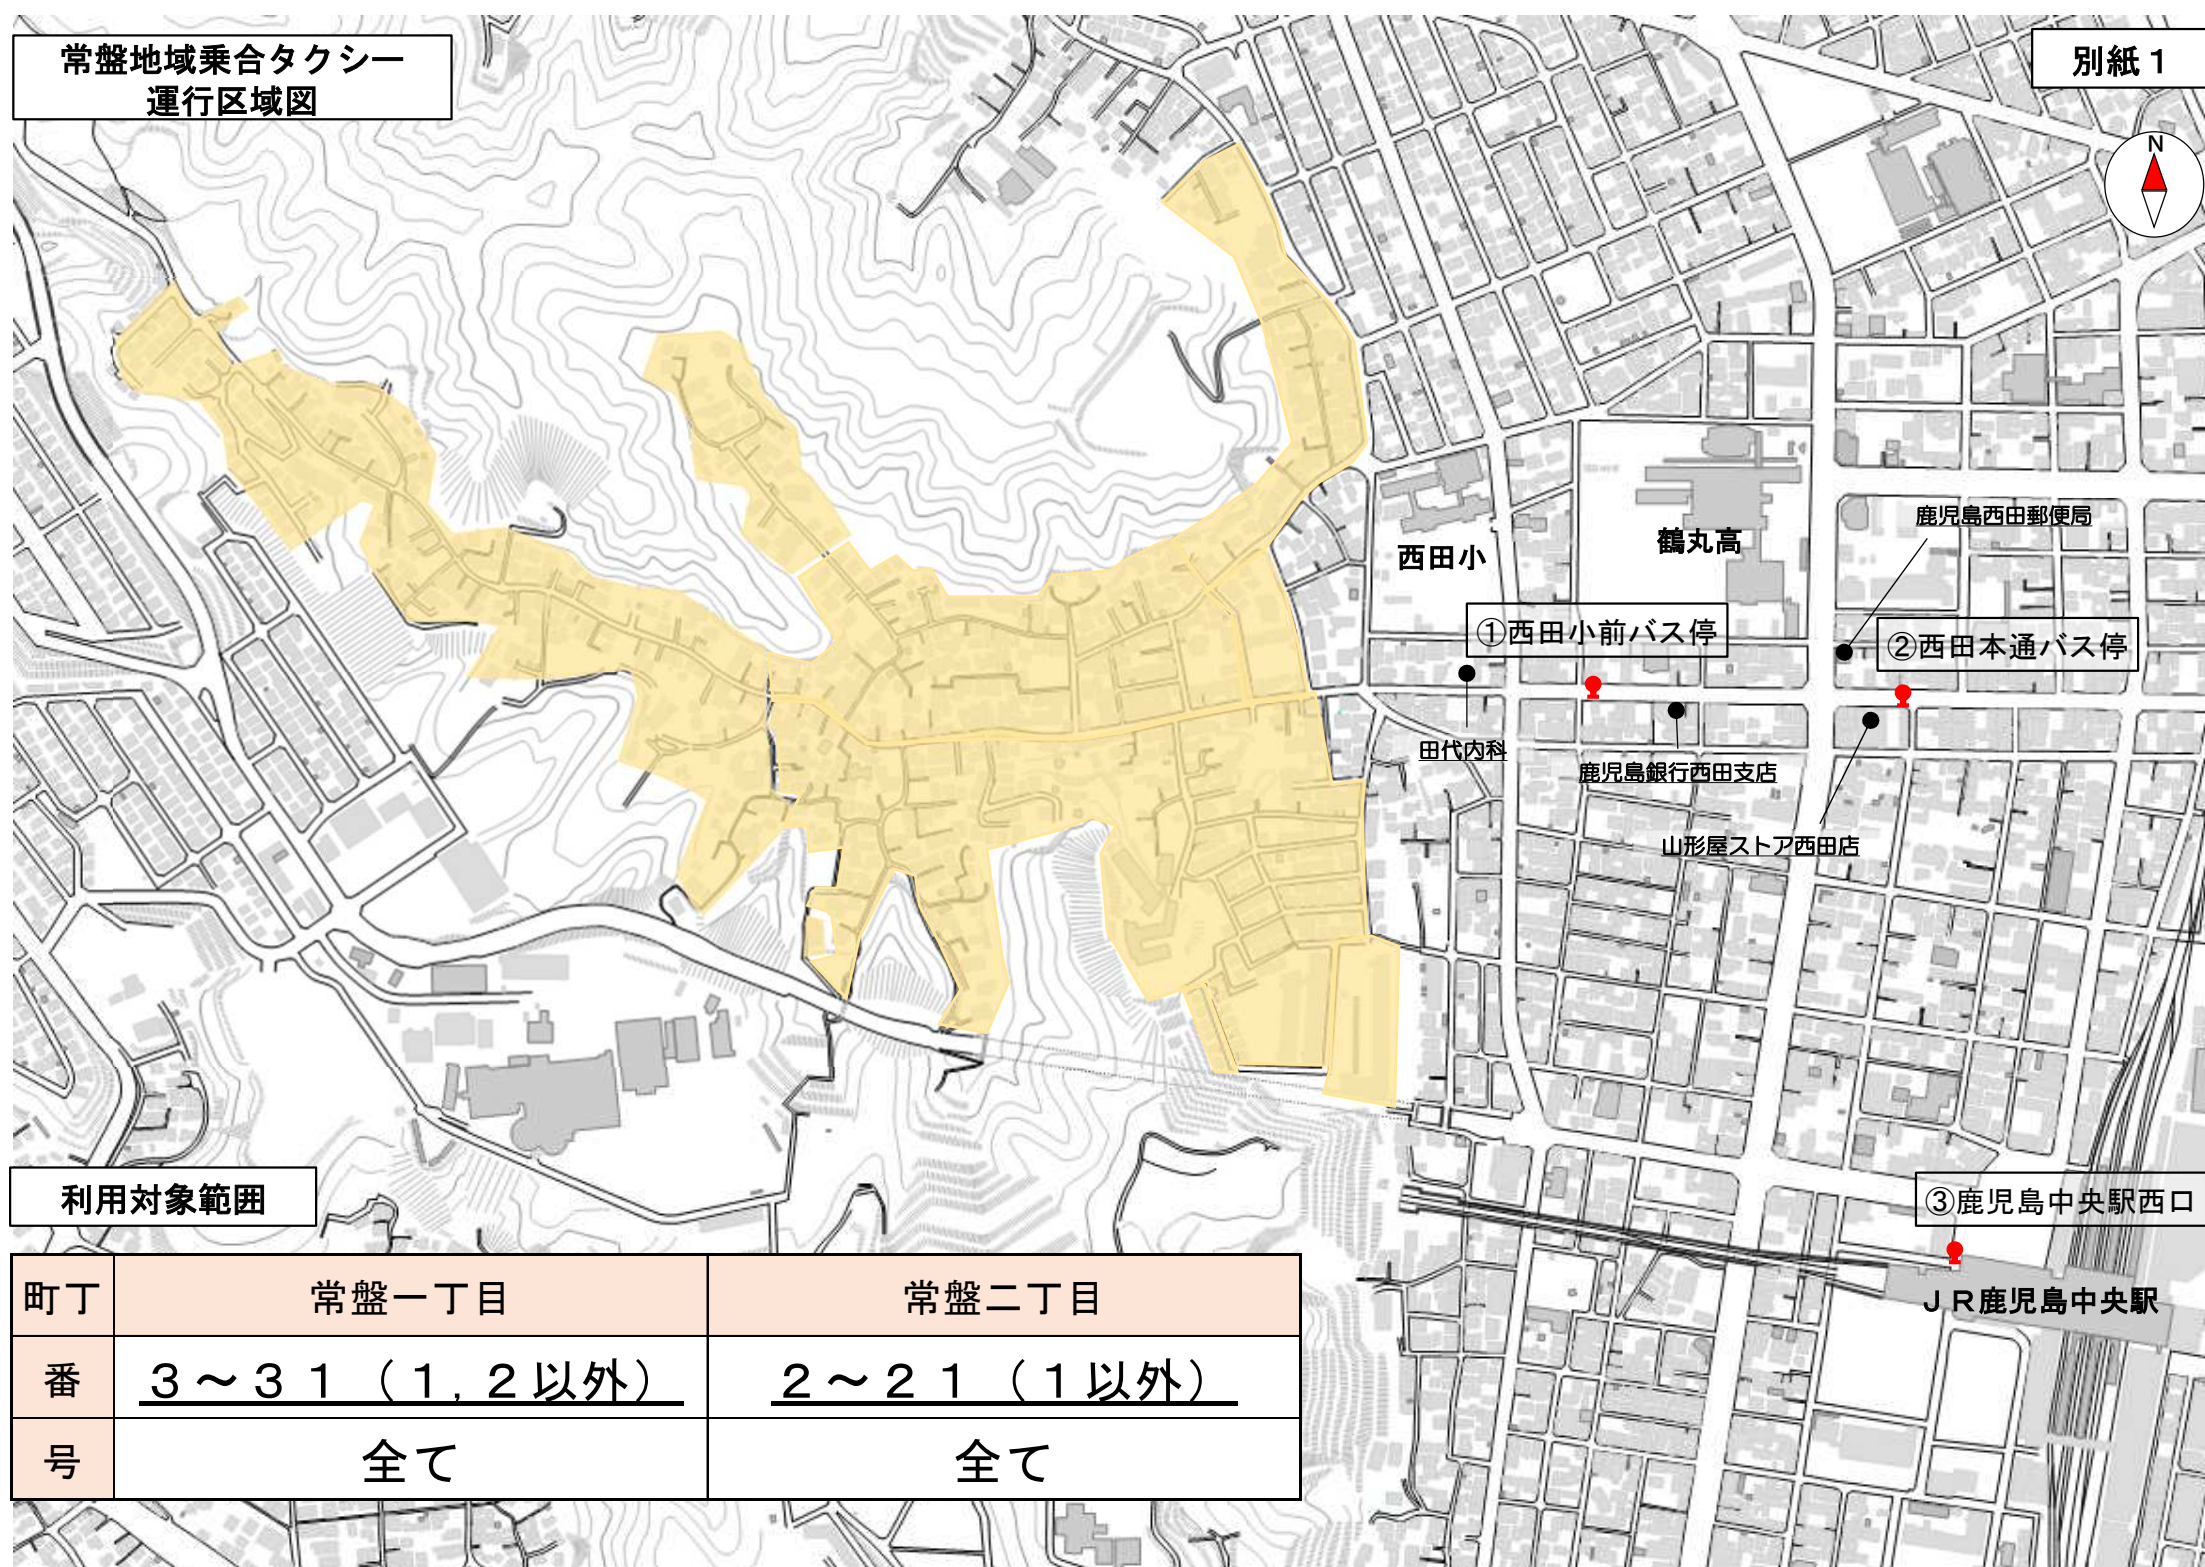 常盤地域乗合タクシー
運行区域図
別紙１
N
鹿児島西田郵便局
西田小
鶴丸高
①西田小前バス停
②西田本通バス停
田代内科
鹿児島銀行西田支店
山形屋ストア西田店
③鹿児島中央駅西口
ＪＲ鹿児島中央駅
利用対象範囲
町丁 常盤一丁目 常盤二丁目
番 ３～３１（１，２以外） ２～２１（１以外）
号 全て 全て